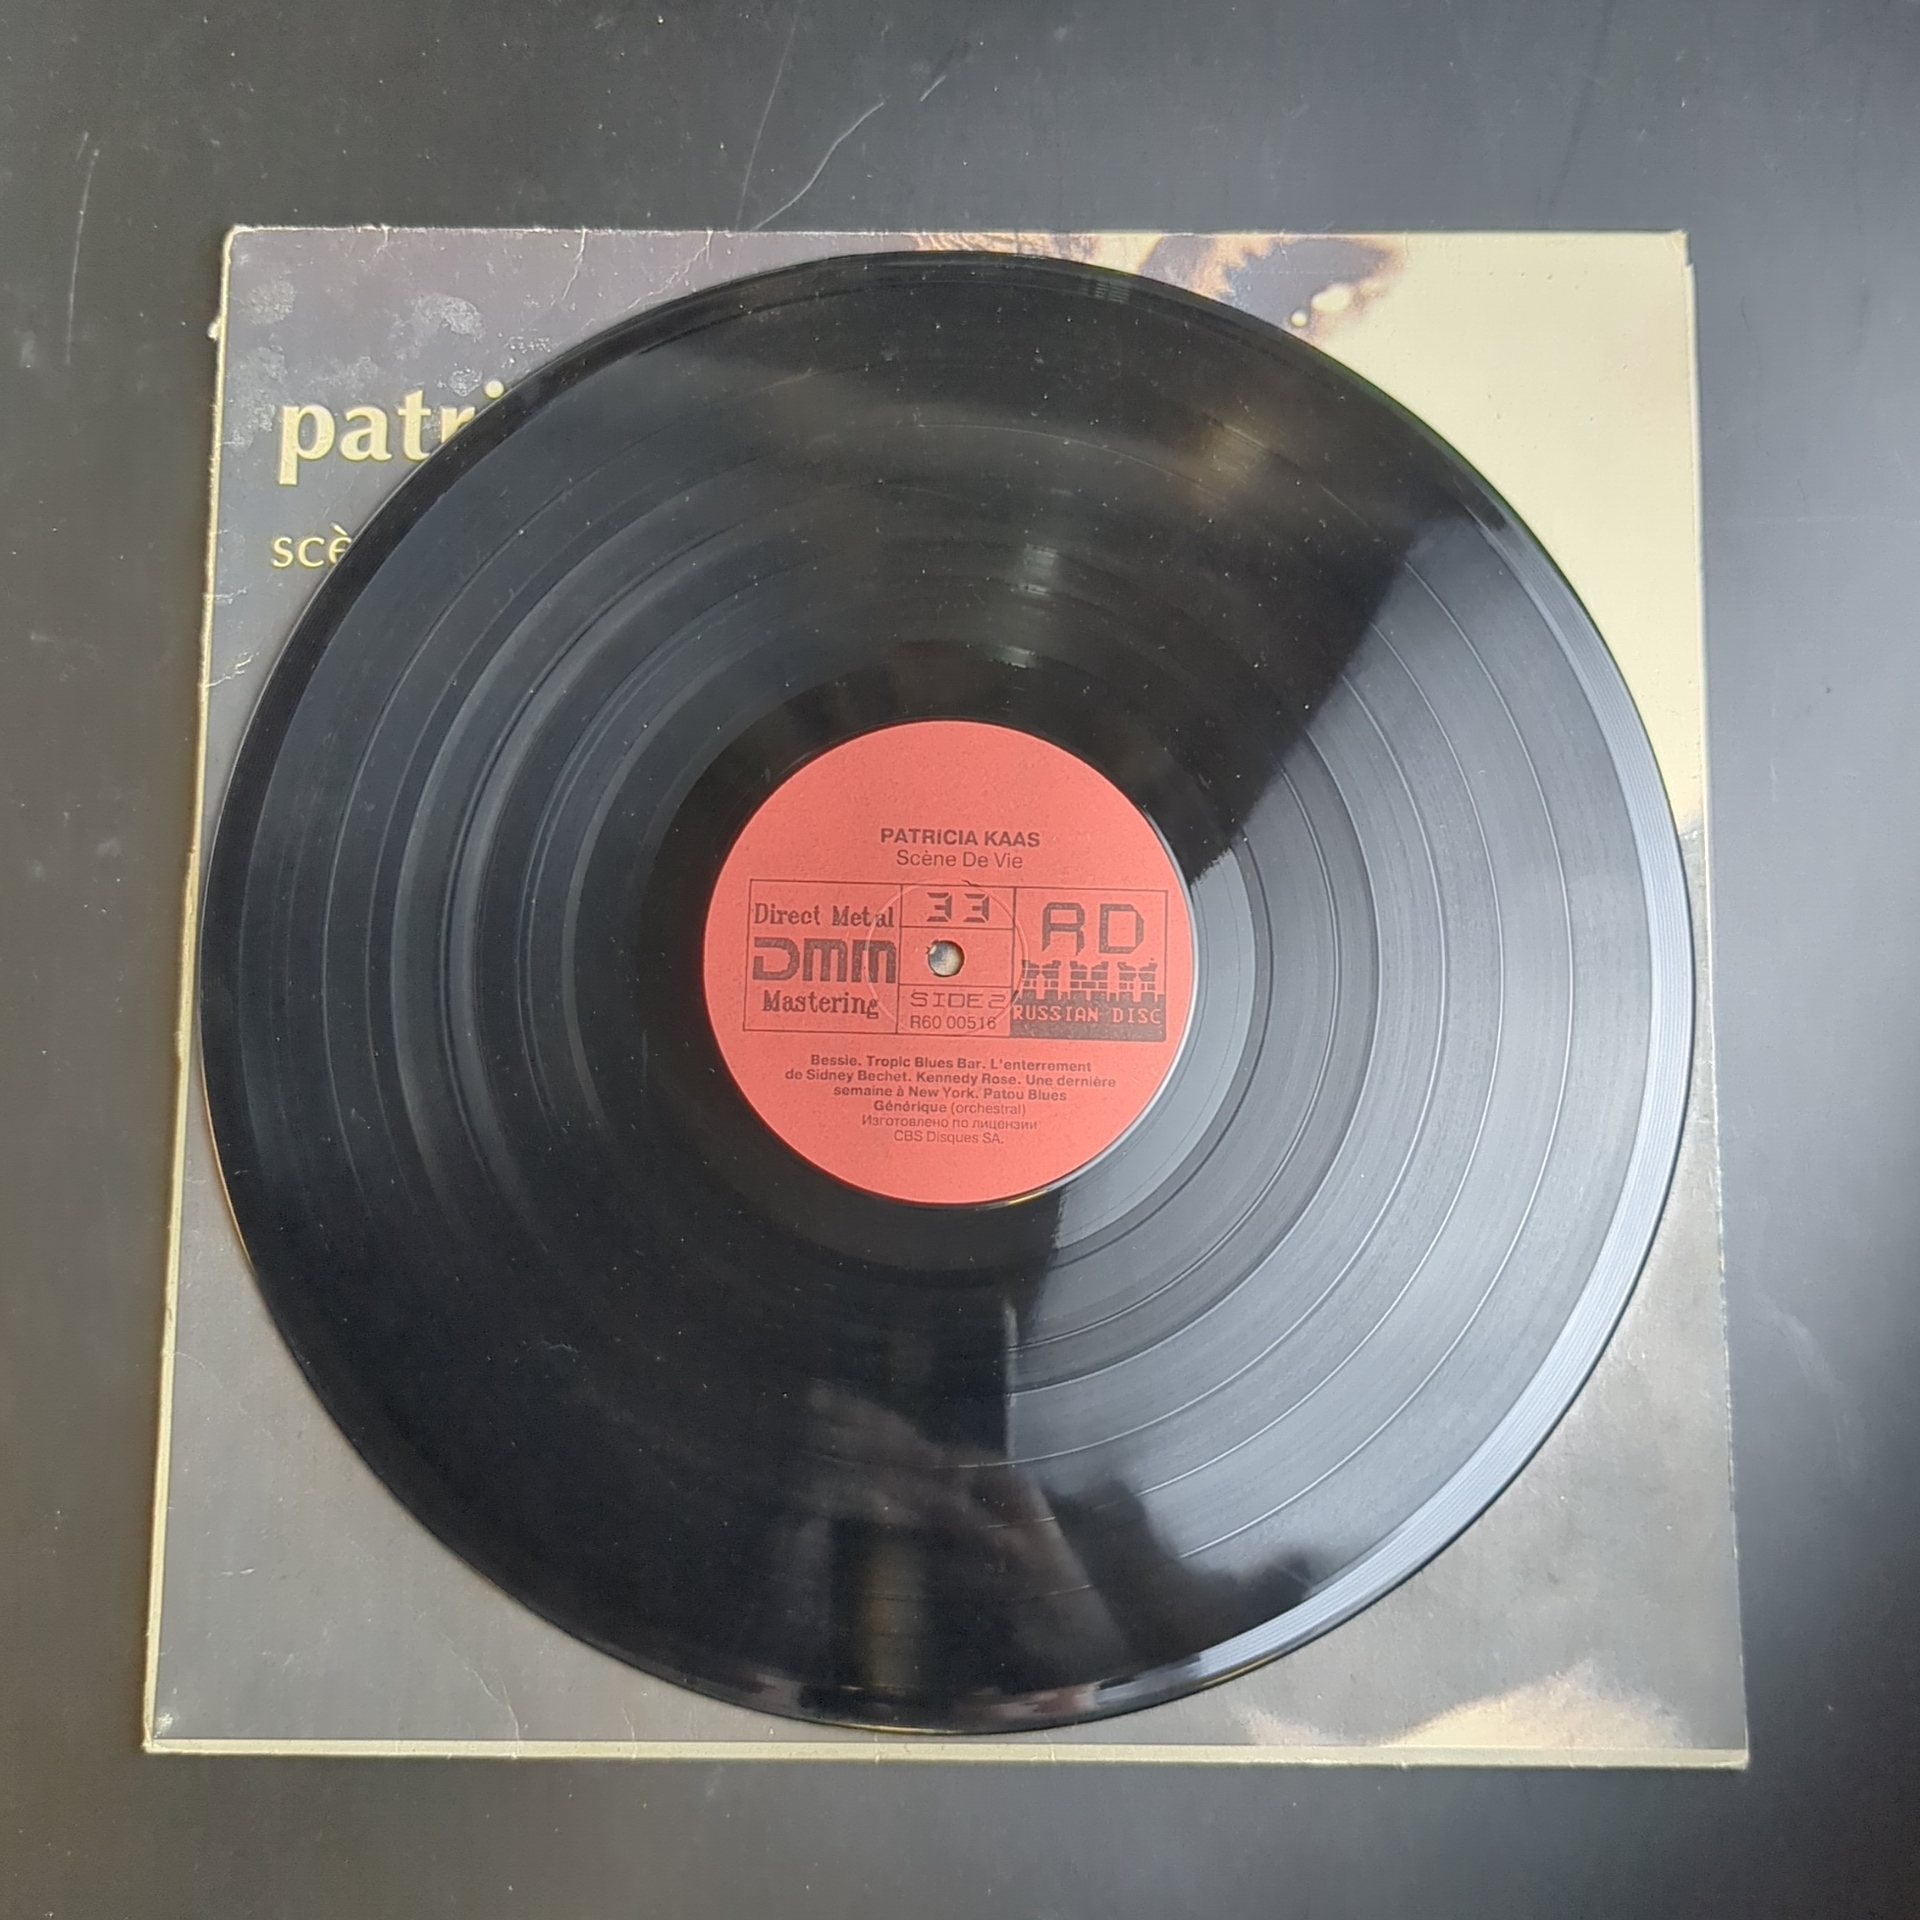 patri
scè
PATRICIA KAAS
Scène De Vie
Direct Metal
DMM
Mastering
33
SIDE 2
R60 00516
RD
RUSSIAN DISC
Bessie. Tropic Blues Bar. L'enterrement
de Sidney Bechet. Kennedy Rose. Une dernière
semaine à New York. Patou Blues
Générique (orchestral)
Изготовлено по лицензии
CBS Disques SA.